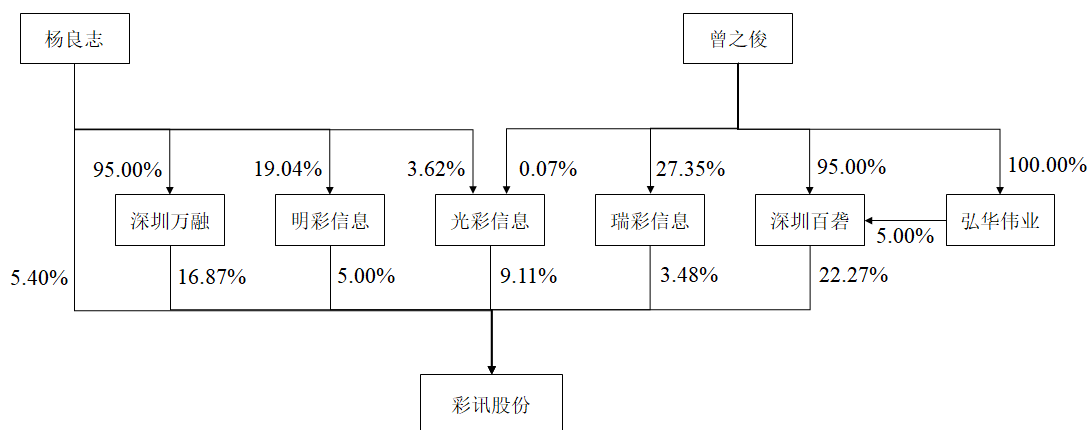 杨良志
曾之俊
95.00%
19.04%
3.62%
0.07%
27.35%
95.00%
100.00%
深圳万融
明彩信息
光彩信息
瑞彩信息
深圳百砻
弘华伟业
5.00%
5.40%
16.87%
5.00%
9.11%
3.48%
22.27%
彩讯股份